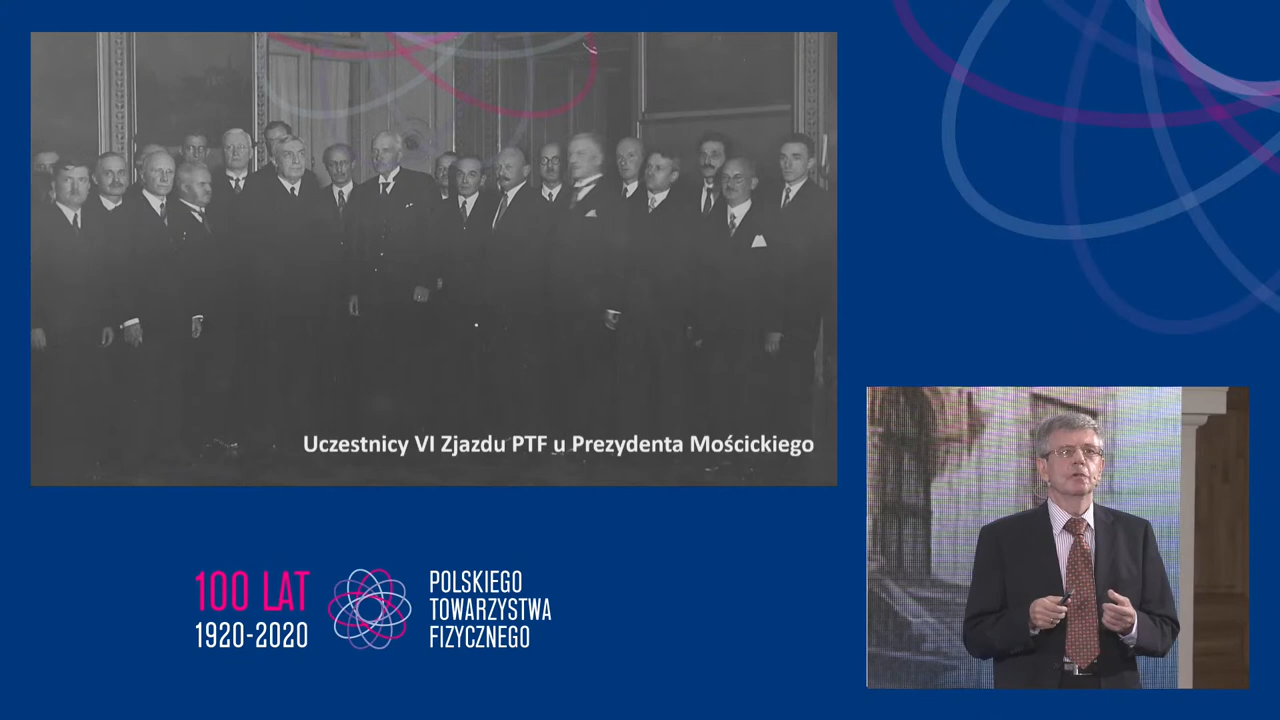 Uczestnicy VI Zjazdu PTF u Prezydenta Mościckiego
100 LAT
1920-2020
POLSKIEGO
TOWARZYSTWA
FIZYCZNEGO